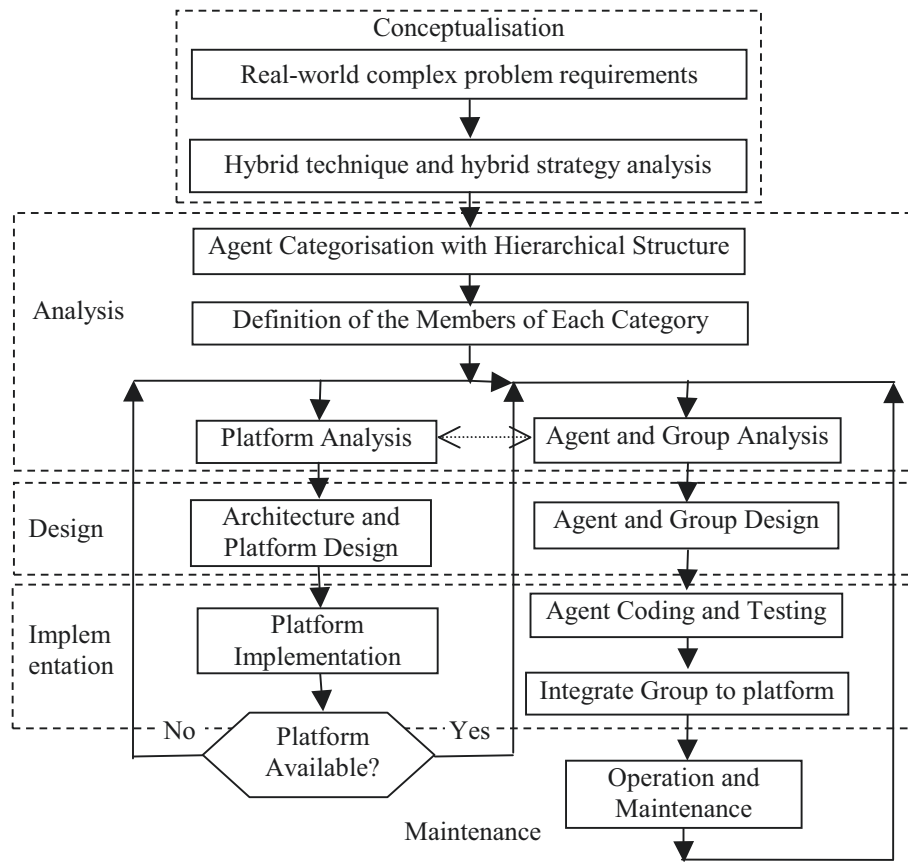 Conceptualisation
Real-world complex problem requirements
Hybrid technique and hybrid strategy analysis
Agent Categorisation with Hierarchical Structure
Analysis
Definition of the Members of Each Category
Platform Analysis
Agent and Group Analysis
Design
Architecture and
Platform Design
Agent and Group Design
Implem
entation
Platform
Implementation
Agent Coding and Testing
Integrate Group to platform
No
Platform
Available?
Yes
Operation and
Maintenance
Maintenance